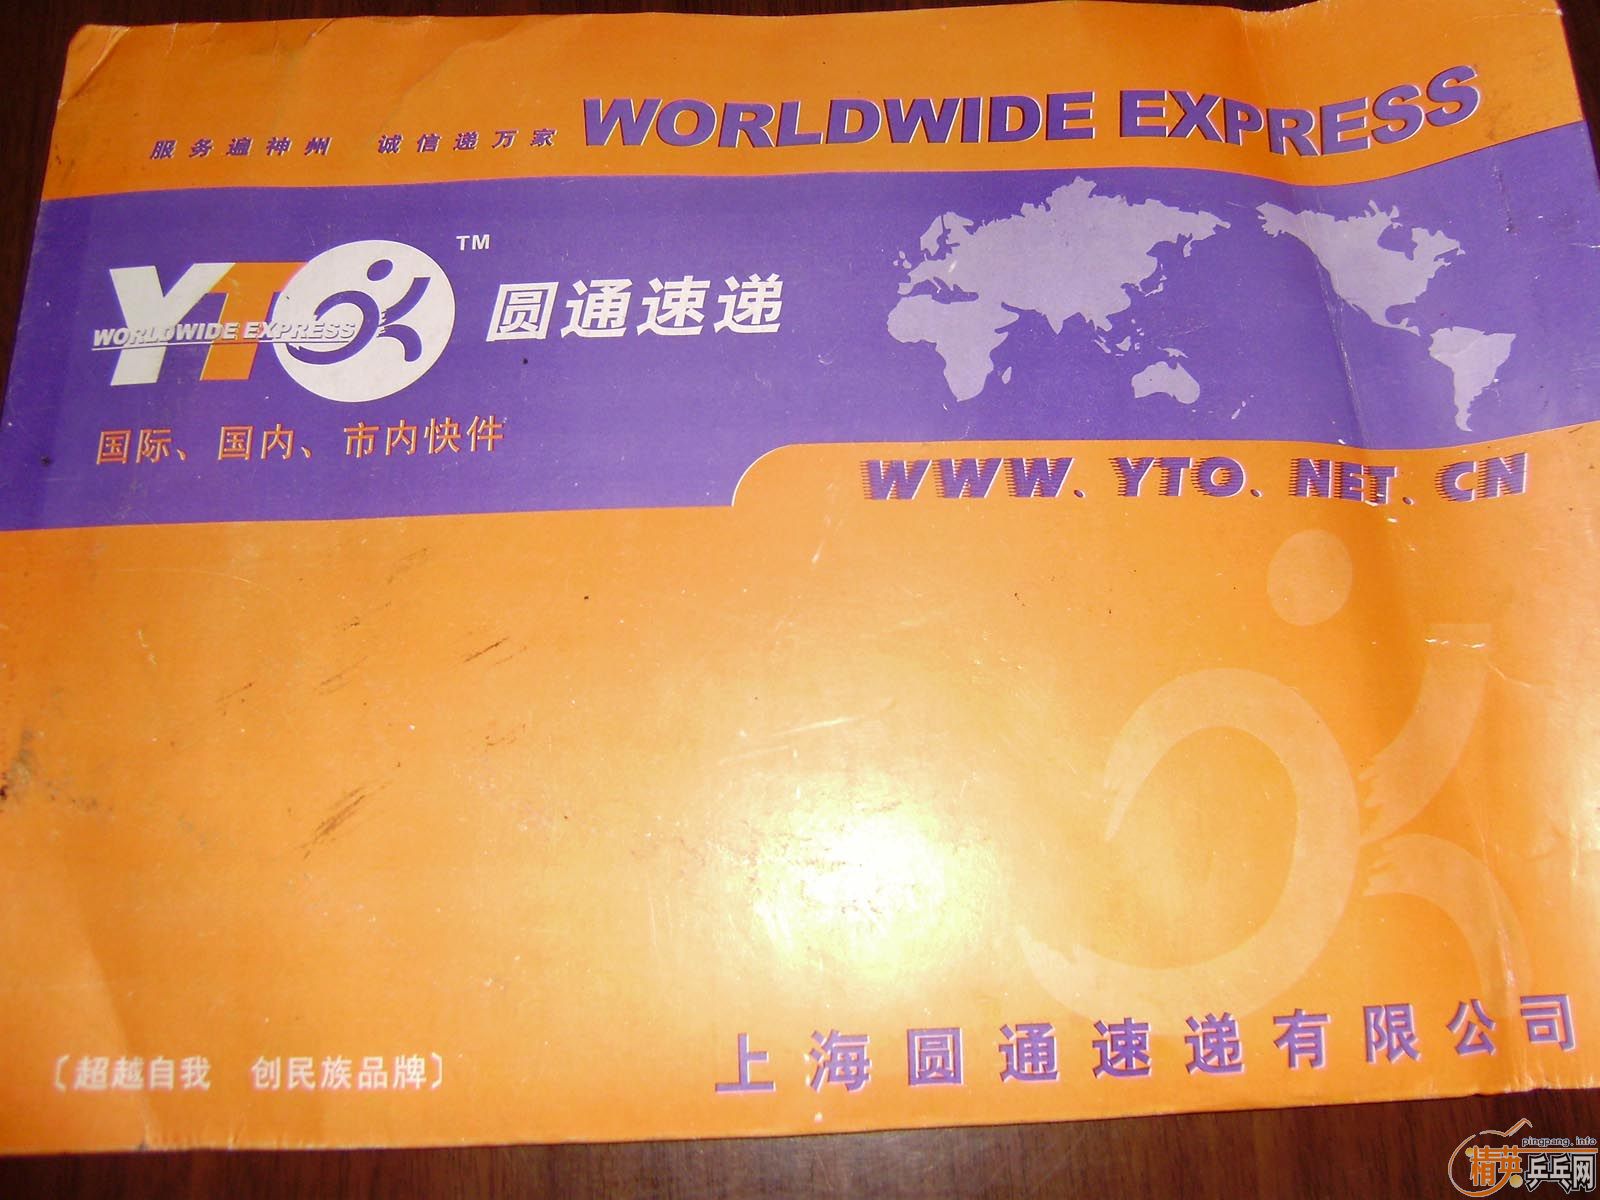 服务遍神州 诚信递万家 WORLDWIDE EXPRESS
YTO TM
WORLDWIDE EXPRESS
圆通速递
国际、国内、市内快件
WWW.YTO.NET.CN
上海圆通速递有限公司
〔超越自我 创民族品牌〕
pingpang.info
精英乒乓网